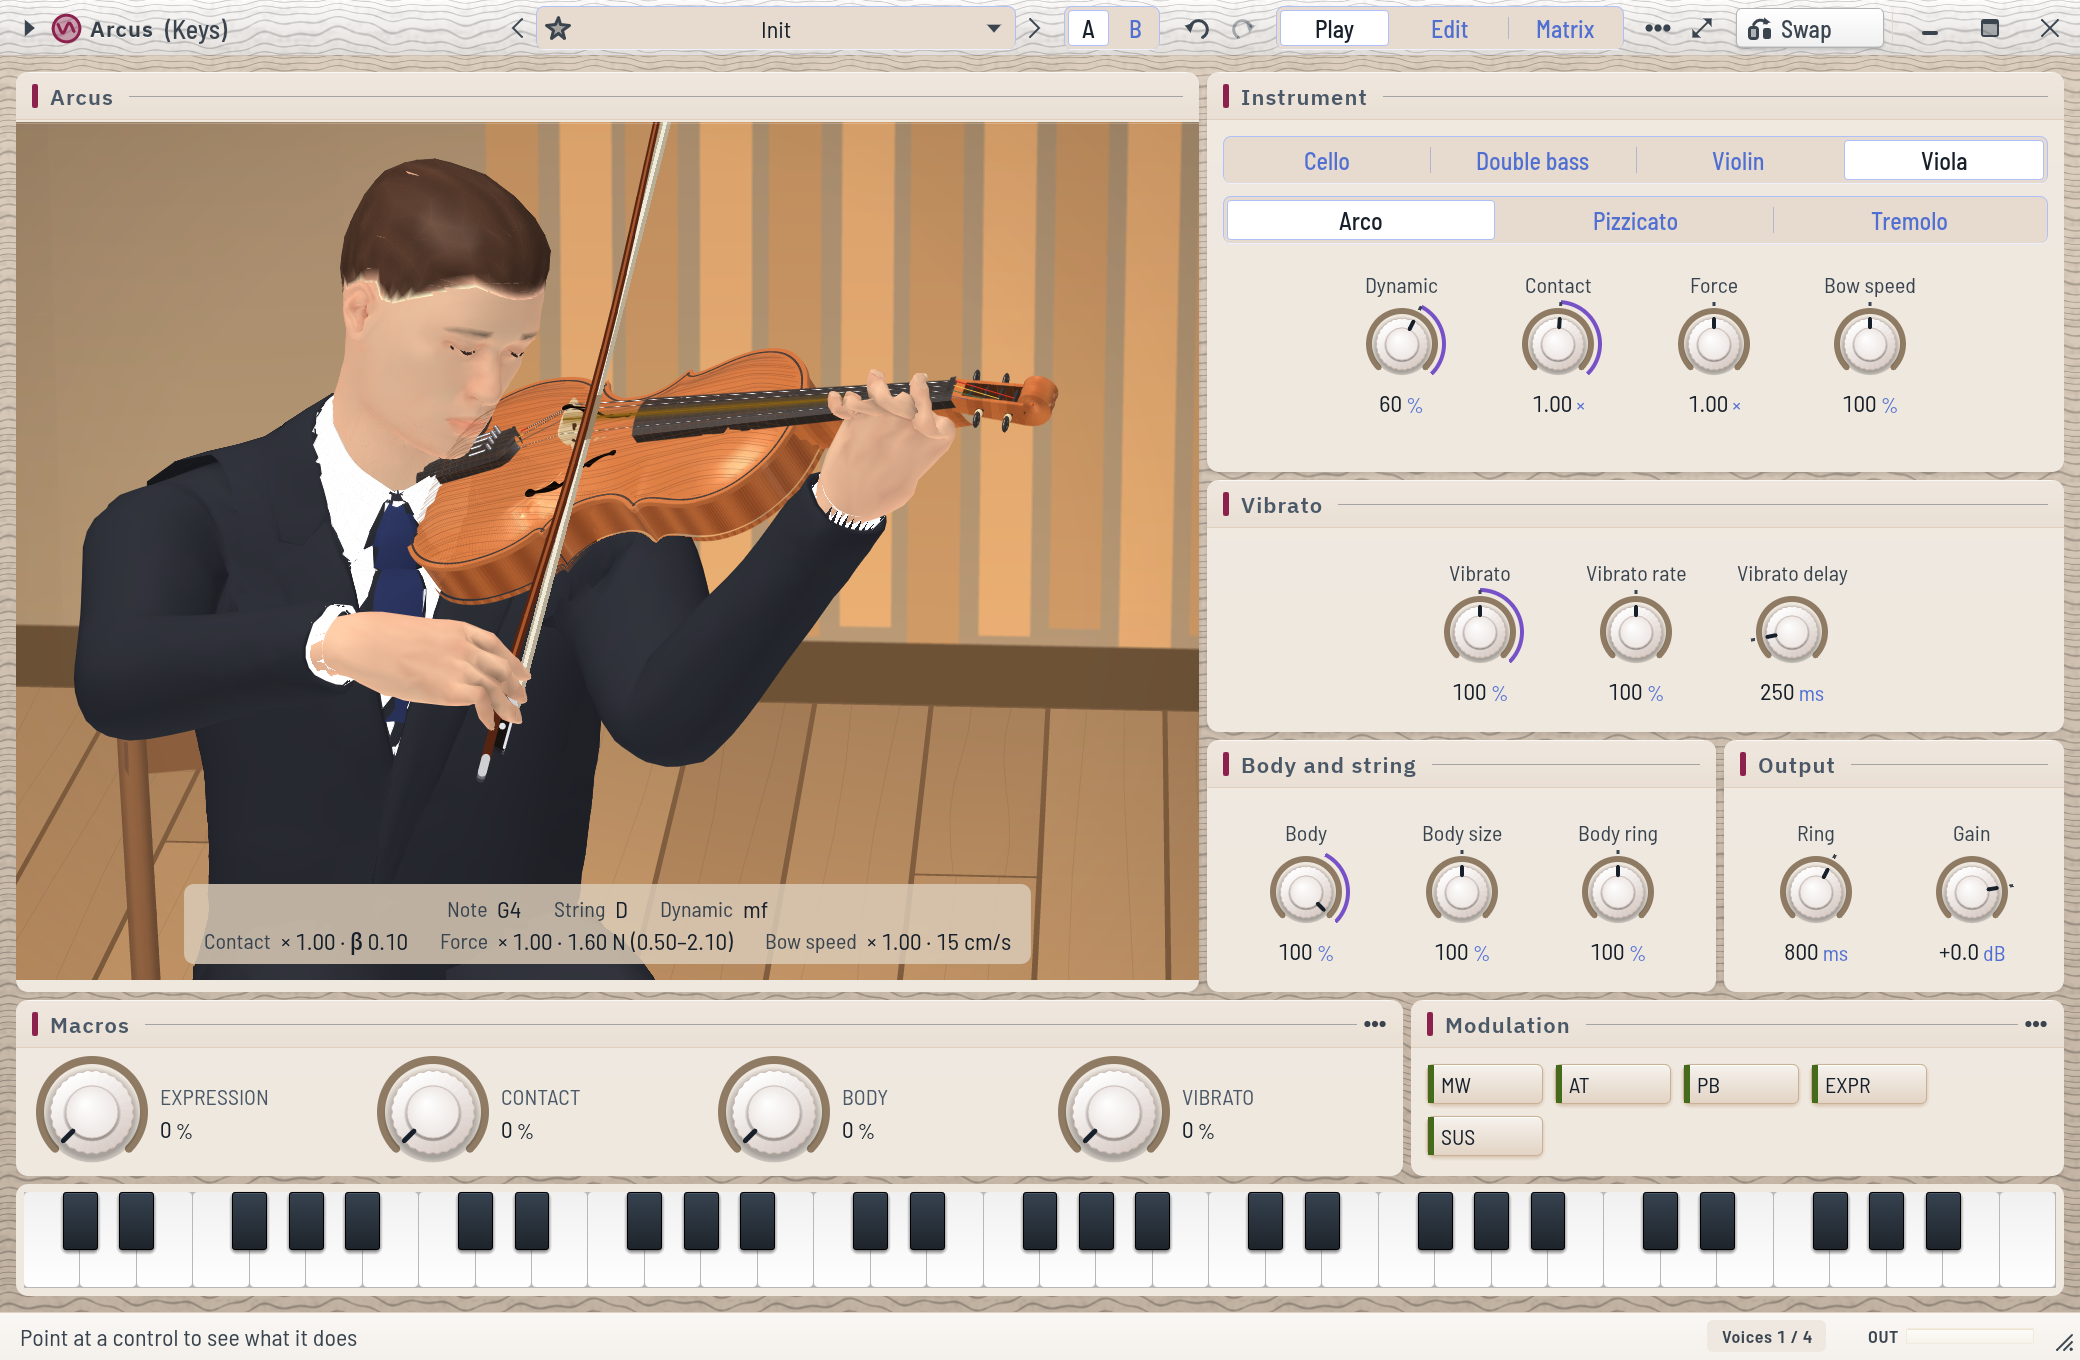 Arcus (Keys)
Init
A B
Play Edit Matrix
Swap
Arcus
Note G4 String D Dynamic mf
Contact × 1.00 · β 0.10 Force × 1.00 · 1.60 N (0.50–2.10) Bow speed × 1.00 · 15 cm/s
Instrument
Cello Double bass Violin Viola
Arco Pizzicato Tremolo
Dynamic Contact Force Bow speed
60 % 1.00 × 1.00 × 100 %
Vibrato
Vibrato Vibrato rate Vibrato delay
100 % 100 % 250 ms
Body and string
Body Body size Body ring
100 % 100 % 100 %
Output
Ring Gain
800 ms +0.0 dB
Macros
EXPRESSION
0 %
CONTACT
0 %
BODY
0 %
VIBRATO
0 %
Modulation
MW AT PB EXPR
SUS
Point at a control to see what it does
Voices 1 / 4 OUT